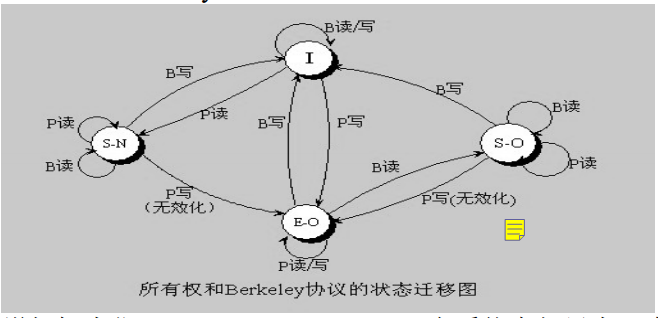 B读/写
I
B写
P读
B写
P写
B写
P读
S-N
B读
B读
S-O
P读
B读
P写
(无效化)
P写(无效化)
E-O
P读/写
所有权和Berkeley协议的状态迁移图